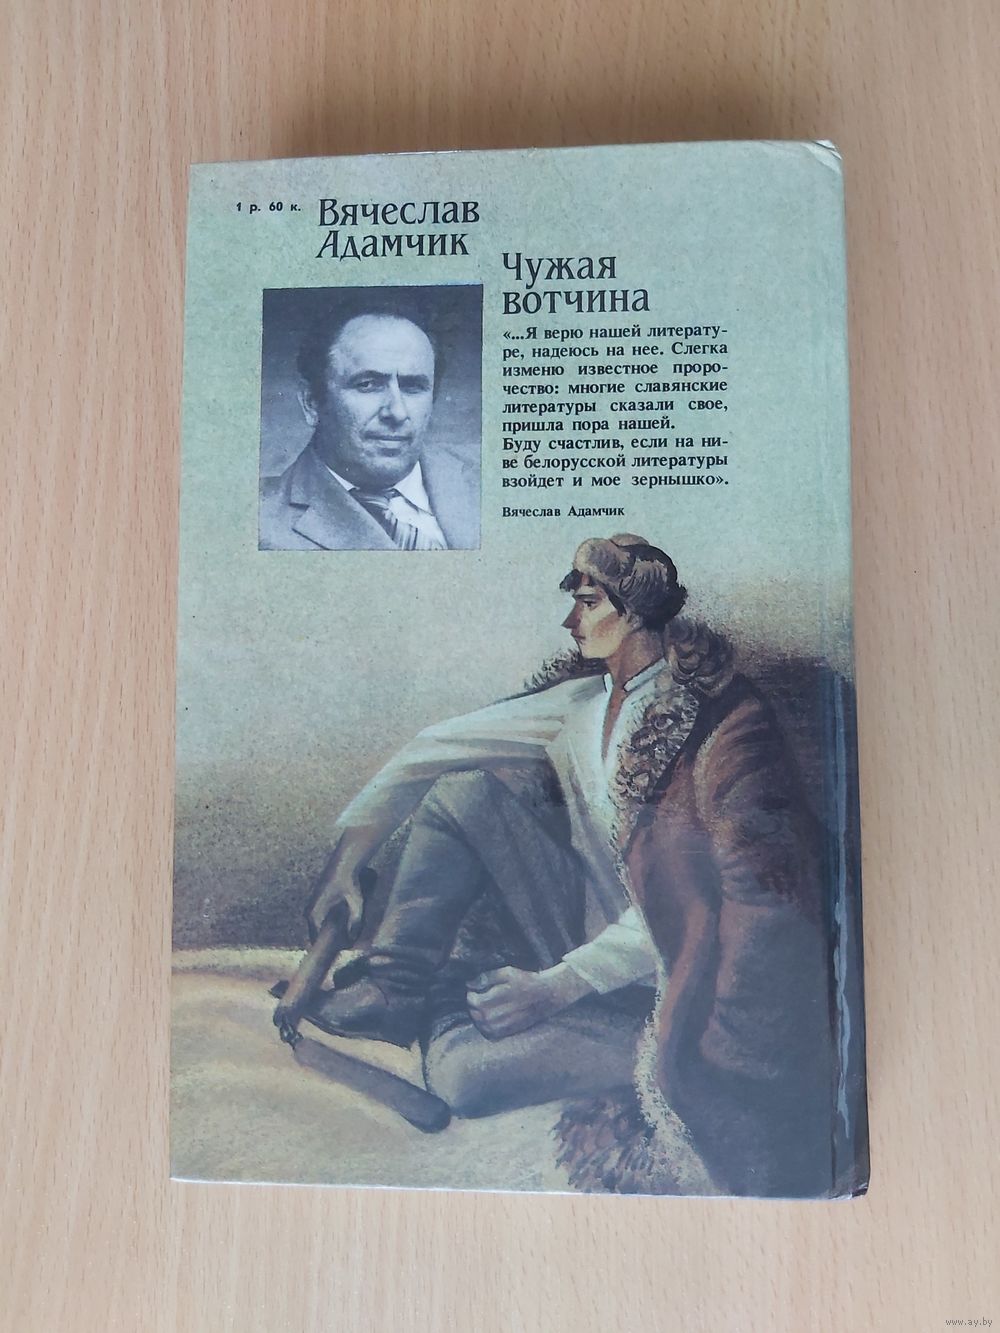 1 р. 60 к.
Вячеслав
Адамчик
Чужая
вотчина
«...Я верю нашей литерату-
ре, надеюсь на нее. Слегка
изменю известное проро-
чество: многие славянские
литературы сказали свое,
пришла пора нашей.
Буду счастлив, если на ни-
ве белорусской литературы
взойдет и мое зернышко».
Вячеслав Адамчик
www.ay.by